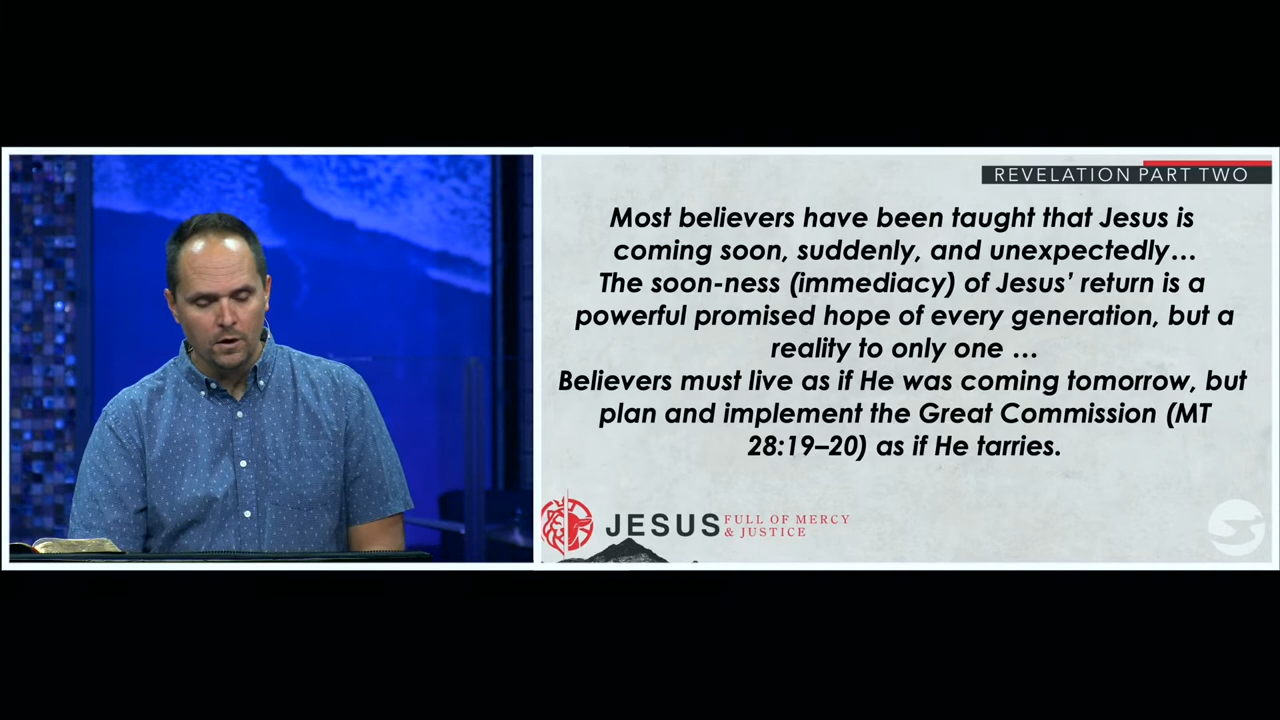 REVELATION PART TWO
Most believers have been taught that Jesus is
coming soon, suddenly, and unexpectedly…
The soon-ness (immediacy) of Jesus’ return is a
powerful promised hope of every generation, but a
reality to only one …
Believers must live as if He was coming tomorrow, but
plan and implement the Great Commission (MT
28:19–20) as if He tarries.
JESUS FULL OF MERCY
& JUSTICE